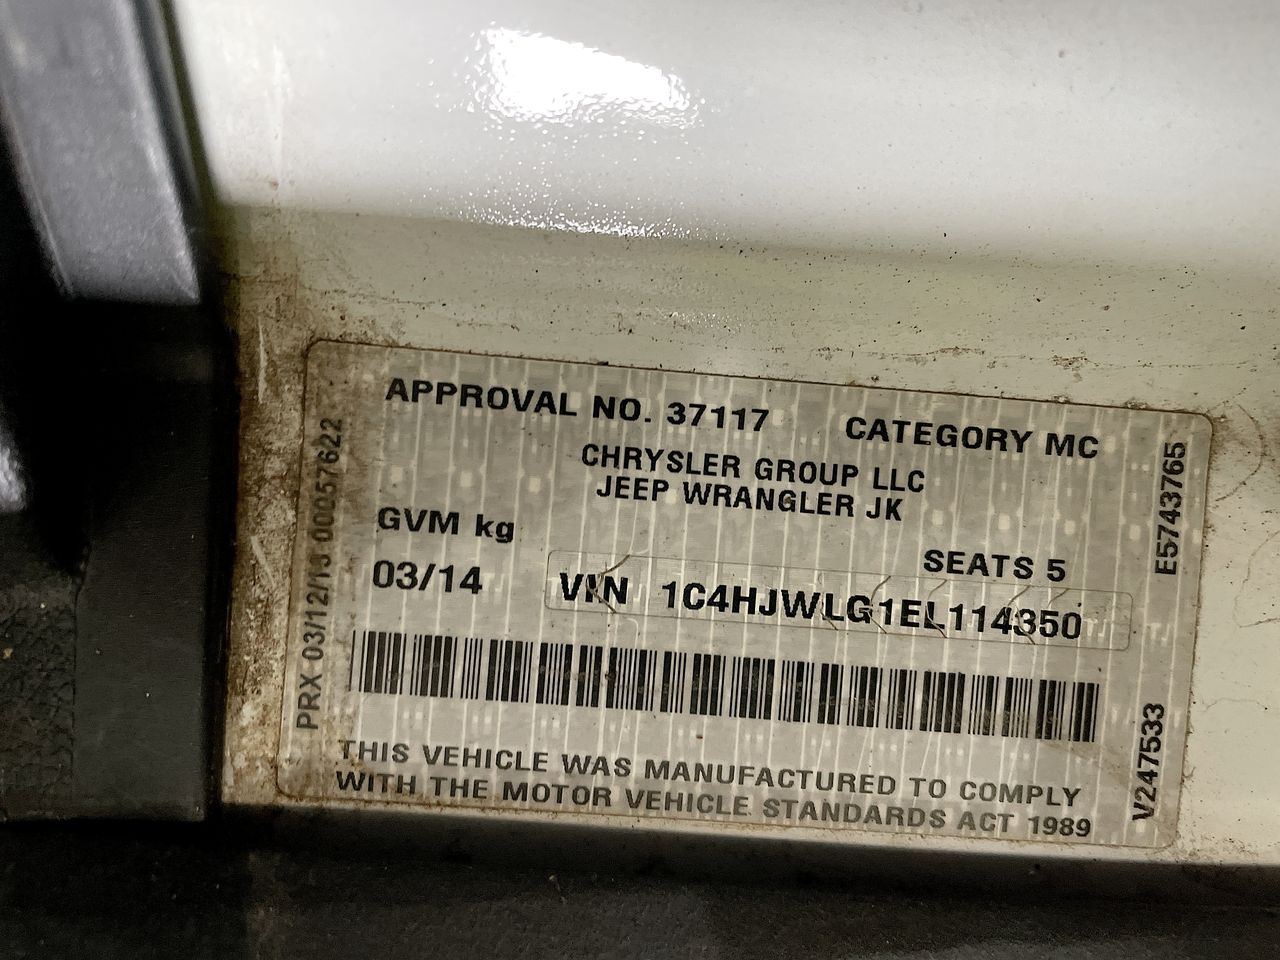 APPROVAL NO. 37117 CATEGORY MC
CHRYSLER GROUP LLC
JEEP WRANGLER JK
GVM kg
SEATS 5
03/14 VIN 1C4HJWLG1EL114350
THIS VEHICLE WAS MANUFACTURED TO COMPLY
WITH THE MOTOR VEHICLE STANDARDS ACT 1989
PRX 03/12/13 00057622
E5743765
V247533